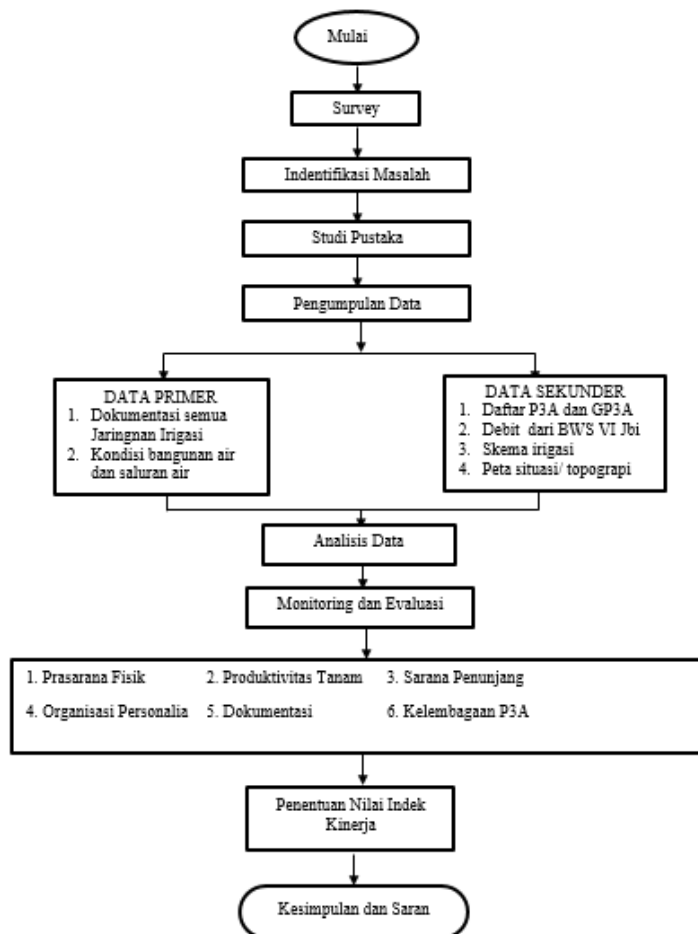 Mulai
Survey
Indentifikasi Masalah
Studi Pustaka
Pengumpulan Data
DATA PRIMER
1. Dokumentasi semua
Jaringnan Irigasi
2. Kondisi bangunan air
dan saluran air
DATA SEKUNDER
1. Daftar P3A dan GP3A
2. Debit dari BWS VI Jbi
3. Skema irigasi
4. Peta situasi/ topograpi
Analisis Data
Monitoring dan Evaluasi
1. Prasarana Fisik 2. Produktivitas Tanam 3. Sarana Penunjang
4. Organisasi Personalia 5. Dokumentasi 6. Kelembagaan P3A
Penentuan Nilai Indek
Kinerja
Kesimpulan dan Saran